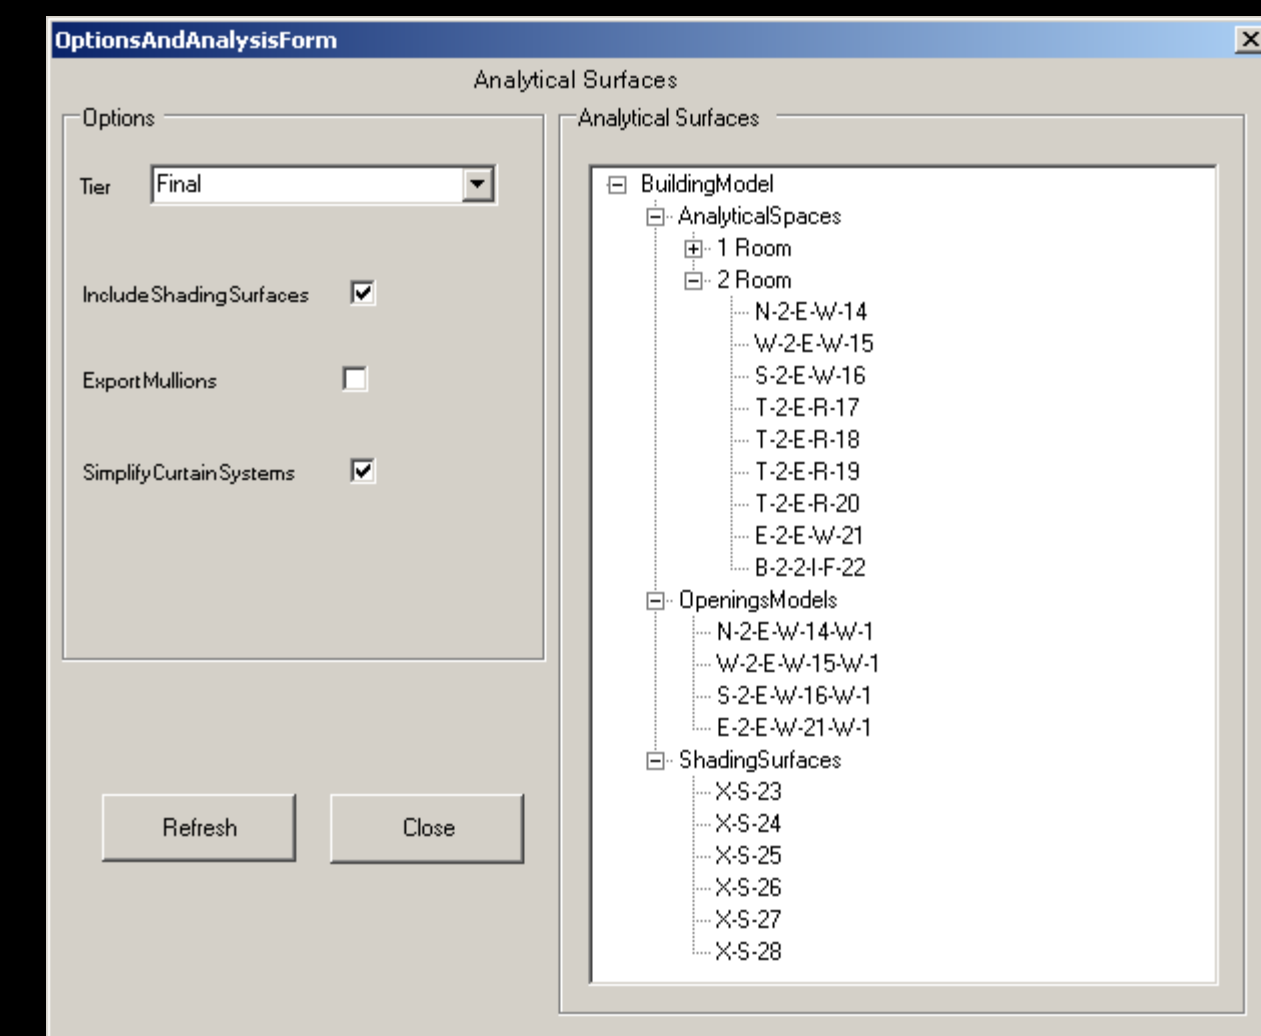 OptionsAndAnalysisForm
Analytical Surfaces
Options
Tier Final
IncludeShadingSurfaces
ExportMullions
SimplifyCurtainSystems
Refresh Close
Analytical Surfaces
BuildingModel
AnalyticalSpaces
1 Room
2 Room
N-2-E-W-14
W-2-E-W-15
S-2-E-W-16
T-2-E-R-17
T-2-E-R-18
T-2-E-R-19
T-2-E-R-20
E-2-E-W-21
B-2-2-I-F-22
OpeningsModels
N-2-E-W-14-W-1
W-2-E-W-15-W-1
S-2-E-W-16-W-1
E-2-E-W-21-W-1
ShadingSurfaces
X-S-23
X-S-24
X-S-25
X-S-26
X-S-27
X-S-28